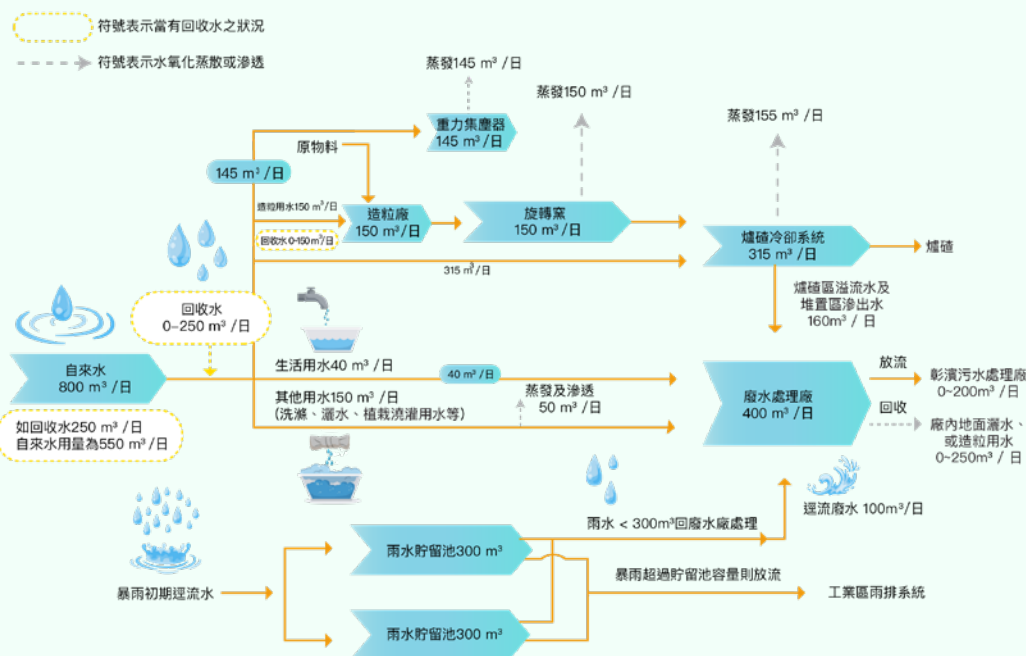 符號表示當有回收水之狀況
符號表示水氧化蒸散或滲透
蒸發145 m³ /日
蒸發150 m³ /日
蒸發155 m³ /日
重力集塵器
145 m³ /日
原物料
145 m³ /日
造粒用水150 m³/日
回收水 0-150 m³/日
造粒廠
150 m³/日
旋轉窯
150 m³ /日
爐碴冷卻系統
315 m³ /日
爐碴
315 m³/日
爐碴區溢流水及
堆置區滲出水
160m³ / 日
回收水
0–250 m³ /日
自來水
800 m³ /日
如回收水250 m³ /日
自來水用量為550 m³ /日
生活用水40 m³ /日
40 m³ /日
其他用水150 m³ /日
(洗滌、灑水、植栽澆灌用水等)
蒸發及滲透
50 m³ /日
廢水處理廠
400 m³ /日
放流
彰濱污水處理廠
0~200m³ /日
回收
廠內地面灑水、
或造粒用水
0~250m³ / 日
逕流廢水 100m³/日
雨水 < 300m³回廢水廠處理
雨水貯留池300 m³
暴雨初期逕流水
暴雨超過貯留池容量則放流
工業區雨排系統
雨水貯留池300 m³